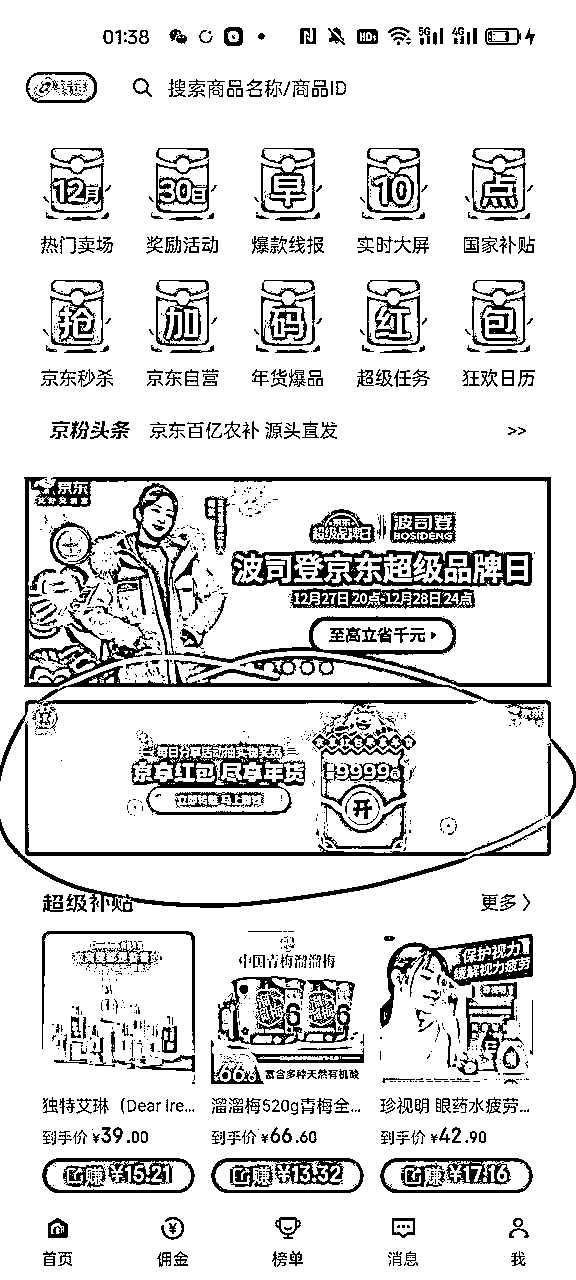 01:38
搜索商品名称/商品ID
12月 30日 早 10 点
热门卖场 奖励活动 爆款线报 实时大屏 国家补贴
抢 加 码 红 包
京东秒杀 京东自营 年货爆品 超级任务 狂欢日历
京粉头条 京东百亿农补 源头直发 >>
京东
超级品牌日 波司登
BOSIDENG
波司登京东超级品牌日
12月27日20点-12月28日24点
至高立省千元
京享红包 尽享年货
9999
开
超级补贴 更多
中国青梅溜溜梅
富含多种天然有机酸
保护视力
缓解视力疲劳
独特艾琳（Dear Ire... 溜溜梅520g青梅全... 珍视明 眼药水疲劳...
到手价 ¥39.00 到手价 ¥66.60 到手价 ¥42.90
赚 ¥15.21 赚 ¥13.32 赚 ¥17.16
首页 佣金 榜单 消息 我